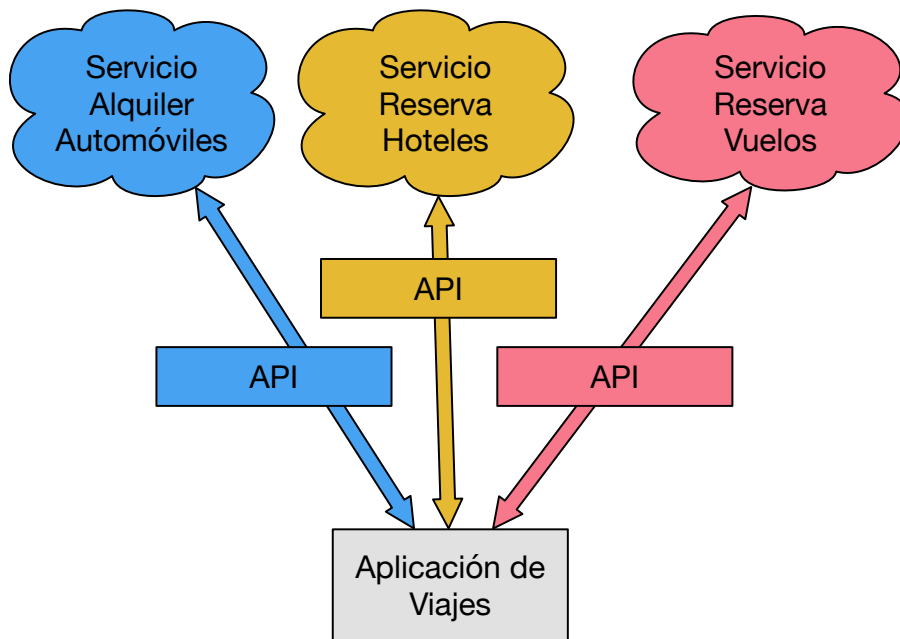 Servicio
Alquiler
Automóviles
Servicio
Reserva
Hoteles
Servicio
Reserva
Vuelos
API
API
API
Aplicación de
Viajes